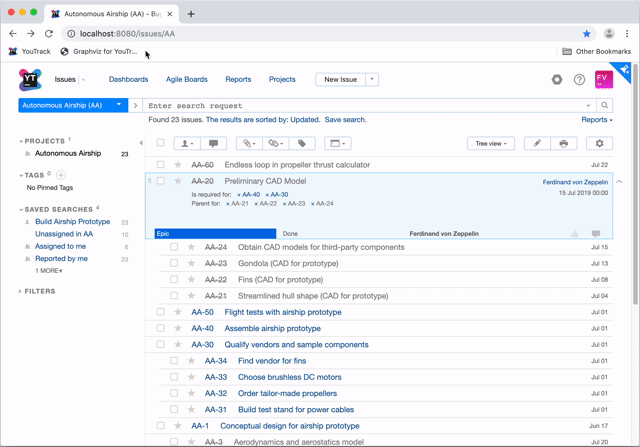 Autonomous Airship (AA) - Bug
localhost:8080/issues/AA
YouTrack Graphviz for YouTr... Other Bookmarks
YT Issues Dashboards Agile Boards Reports Projects New Issue FV
Autonomous Airship (AA) Enter search request
Found 23 issues. The results are sorted by: Updated. Save search. Reports
PROJECTS 1
Autonomous Airship 23
TAGS 0
No Pinned Tags
SAVED SEARCHES 4
Build Airship Prototype 23
Unassigned in AA 10
Assigned to me 6
Reported by me 23
1 MORE
FILTERS
Tree view
AA-60 Endless loop in propeller thrust calculator Jul 22
AA-20 Preliminary CAD Model Ferdinand von Zeppelin
Is required for: × AA-40 × AA-30 15 Jul 2019 00:00
Parent for: × AA-21 × AA-22 × AA-23 × AA-24
Epic Done Ferdinand von Zeppelin
AA-24 Obtain CAD models for third-party components Jul 15
AA-23 Gondola (CAD for prototype) Jul 13
AA-22 Fins (CAD for prototype) Jul 08
AA-21 Streamlined hull shape (CAD for prototype) Jul 04
AA-50 Flight tests with airship prototype Jul 01
AA-40 Assemble airship prototype Jul 01
AA-30 Qualify vendors and sample components Jul 01
AA-34 Find vendor for fins Jul 01
AA-33 Choose brushless DC motors Jul 01
AA-32 Order tailor-made propellers Jul 01
AA-31 Build test stand for power cables Jul 01
AA-1 Conceptual design for airship prototype Jun 17
AA-3 Aerodynamics and aerostatics model Jul 20